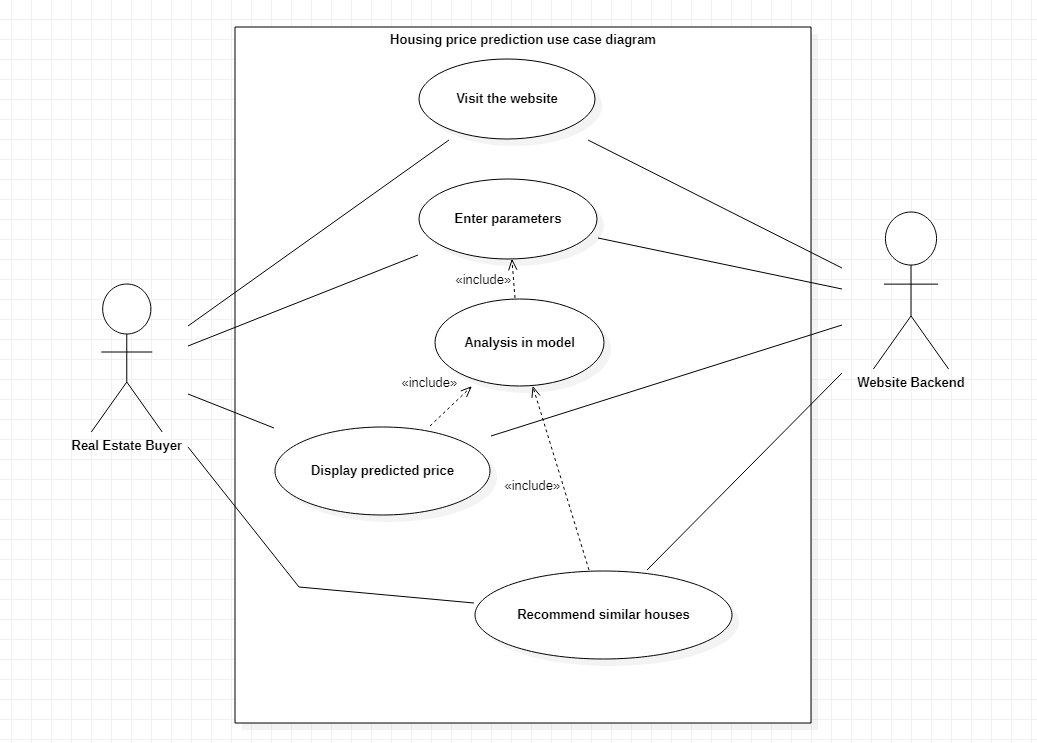 Housing price prediction use case diagram
Visit the website
Enter parameters
«include»
Analysis in model
«include»
Website Backend
Real Estate Buyer
Display predicted price
«include»
Recommend similar houses